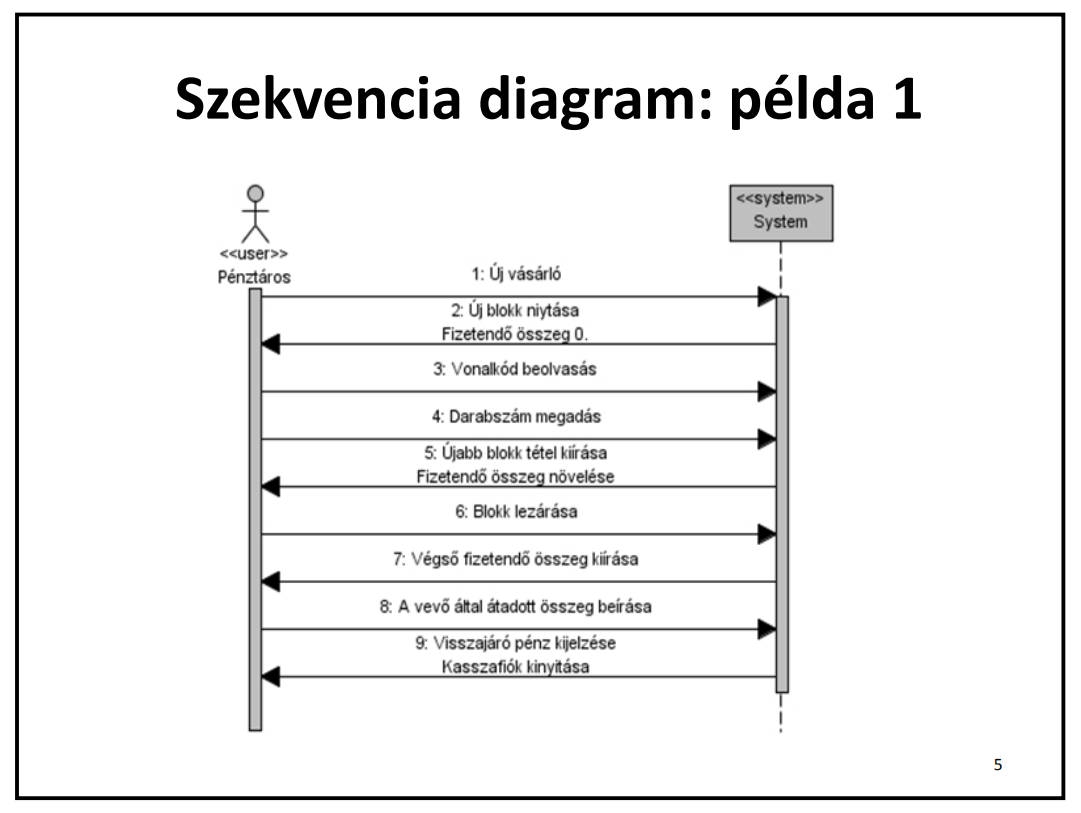 Szekvencia diagram: példa 1
<<user>>
Pénztáros
<<system>>
System
1: Új vásárló
2: Új blokk niytása
Fizetendő összeg 0.
3: Vonalkód beolvasás
4: Darabszám megadás
5: Újabb blokk tétel kiírása
Fizetendő összeg növelése
6: Blokk lezárása
7: Végső fizetendő összeg kiírása
8: A vevő által átadott összeg beírása
9: Visszajáró pénz kijelzése
Kasszafiók kinyitása
5